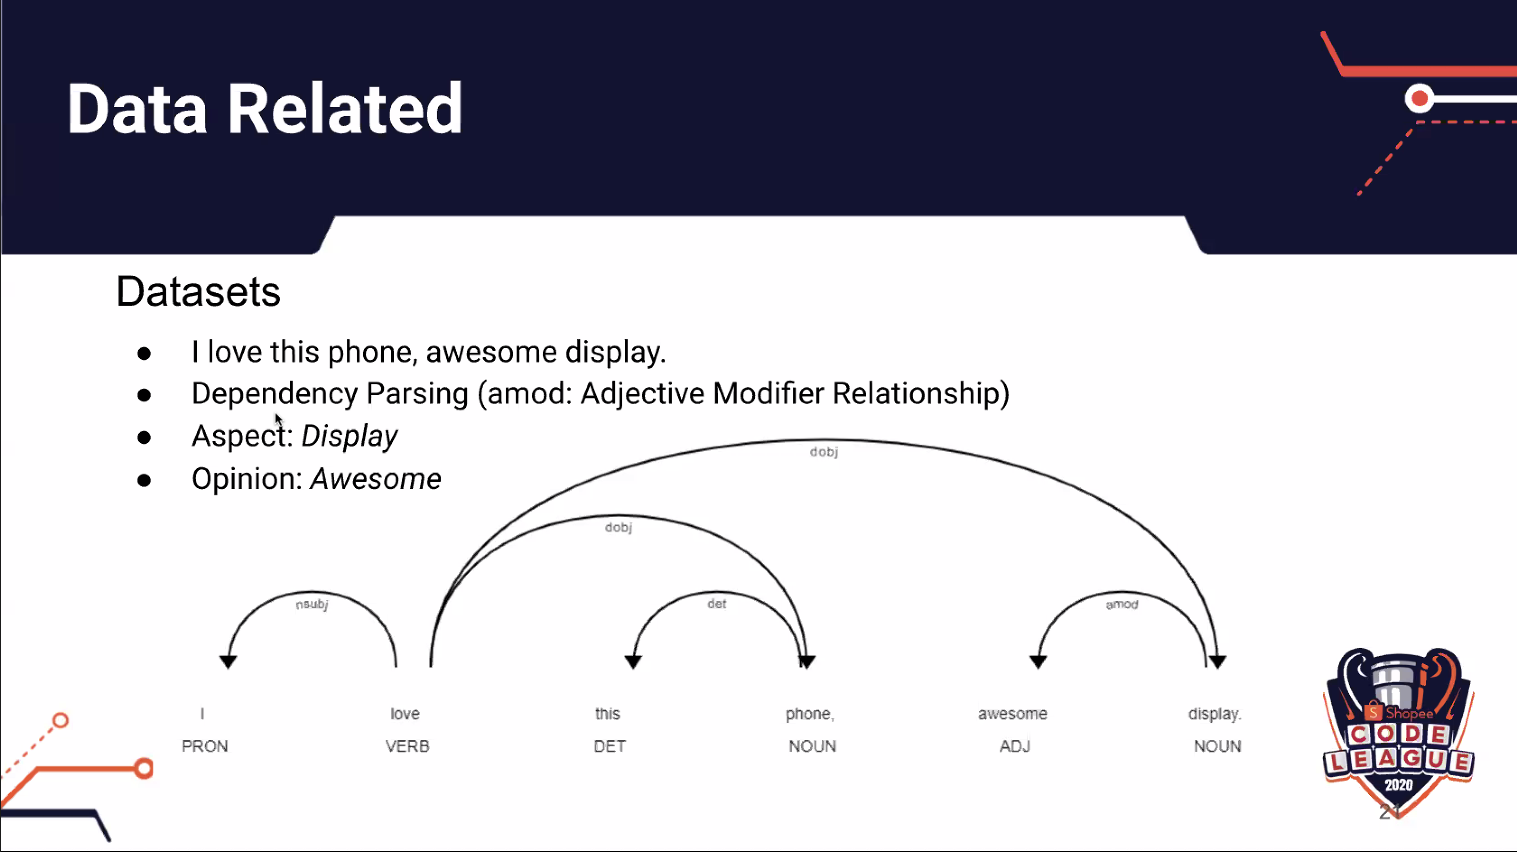 Data Related
Datasets
● I love this phone, awesome display.
● Dependency Parsing (amod: Adjective Modifier Relationship)
● Aspect: Display
● Opinion: Awesome
dobj
dobj
nsubj
det
amod
I love this phone, awesome display.
PRON VERB DET NOUN ADJ NOUN
S Shopee
CODE
LEAGUE
2020
21